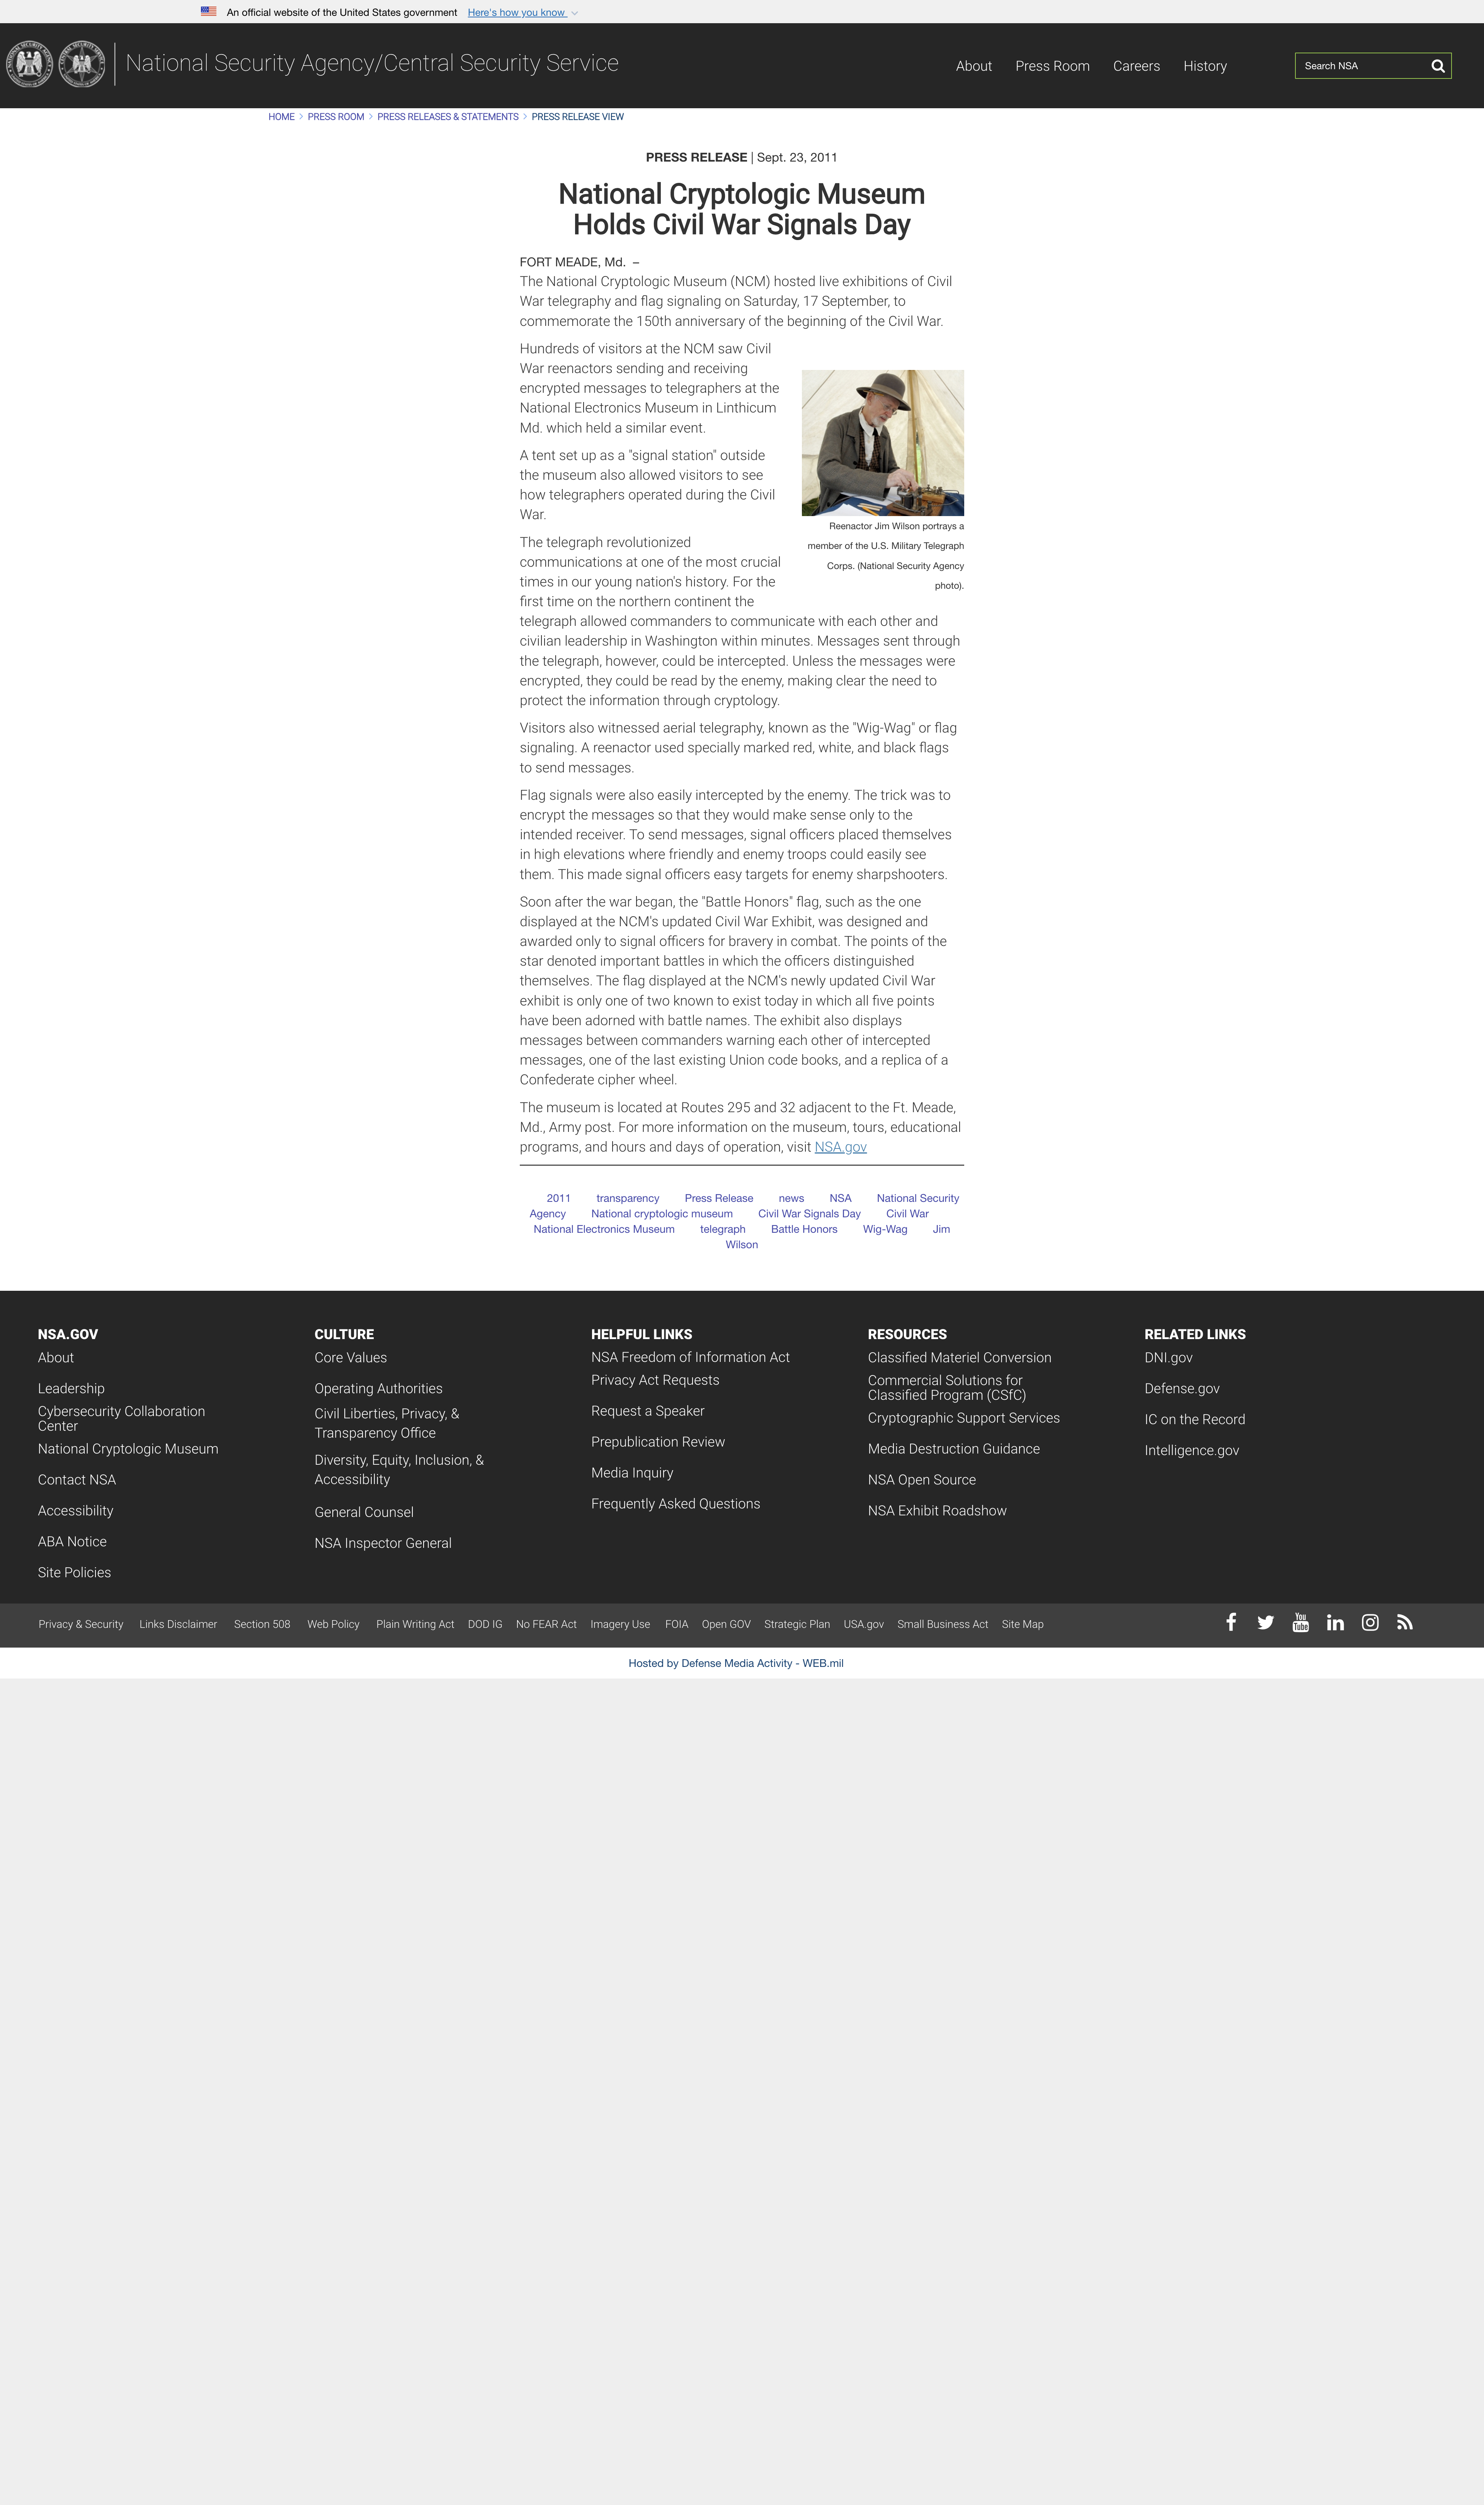 An official website of the United States government Here's how you know
National Security Agency/Central Security Service
About Press Room Careers History
Search NSA
HOME > PRESS ROOM > PRESS RELEASES & STATEMENTS > PRESS RELEASE VIEW
PRESS RELEASE | Sept. 23, 2011
National Cryptologic Museum
Holds Civil War Signals Day
FORT MEADE, Md. –
The National Cryptologic Museum (NCM) hosted live exhibitions of Civil
War telegraphy and flag signaling on Saturday, 17 September, to
commemorate the 150th anniversary of the beginning of the Civil War.
Hundreds of visitors at the NCM saw Civil
War reenactors sending and receiving
encrypted messages to telegraphers at the
National Electronics Museum in Linthicum
Md. which held a similar event.
A tent set up as a "signal station" outside
the museum also allowed visitors to see
how telegraphers operated during the Civil
War.
Reenactor Jim Wilson portrays a
member of the U.S. Military Telegraph
Corps. (National Security Agency
photo).
The telegraph revolutionized
communications at one of the most crucial
times in our young nation's history. For the
first time on the northern continent the
telegraph allowed commanders to communicate with each other and
civilian leadership in Washington within minutes. Messages sent through
the telegraph, however, could be intercepted. Unless the messages were
encrypted, they could be read by the enemy, making clear the need to
protect the information through cryptology.
Visitors also witnessed aerial telegraphy, known as the "Wig-Wag" or flag
signaling. A reenactor used specially marked red, white, and black flags
to send messages.
Flag signals were also easily intercepted by the enemy. The trick was to
encrypt the messages so that they would make sense only to the
intended receiver. To send messages, signal officers placed themselves
in high elevations where friendly and enemy troops could easily see
them. This made signal officers easy targets for enemy sharpshooters.
Soon after the war began, the "Battle Honors" flag, such as the one
displayed at the NCM's updated Civil War Exhibit, was designed and
awarded only to signal officers for bravery in combat. The points of the
star denoted important battles in which the officers distinguished
themselves. The flag displayed at the NCM's newly updated Civil War
exhibit is only one of two known to exist today in which all five points
have been adorned with battle names. The exhibit also displays
messages between commanders warning each other of intercepted
messages, one of the last existing Union code books, and a replica of a
Confederate cipher wheel.
The museum is located at Routes 295 and 32 adjacent to the Ft. Meade,
Md., Army post. For more information on the museum, tours, educational
programs, and hours and days of operation, visit NSA.gov
2011 transparency Press Release news NSA National Security
Agency National cryptologic museum Civil War Signals Day Civil War
National Electronics Museum telegraph Battle Honors Wig-Wag Jim
Wilson
NSA.GOV
About
Leadership
Cybersecurity Collaboration
Center
National Cryptologic Museum
Contact NSA
Accessibility
ABA Notice
Site Policies
CULTURE
Core Values
Operating Authorities
Civil Liberties, Privacy, &
Transparency Office
Diversity, Equity, Inclusion, &
Accessibility
General Counsel
NSA Inspector General
HELPFUL LINKS
NSA Freedom of Information Act
Privacy Act Requests
Request a Speaker
Prepublication Review
Media Inquiry
Frequently Asked Questions
RESOURCES
Classified Materiel Conversion
Commercial Solutions for
Classified Program (CSfC)
Cryptographic Support Services
Media Destruction Guidance
NSA Open Source
NSA Exhibit Roadshow
RELATED LINKS
DNI.gov
Defense.gov
IC on the Record
Intelligence.gov
Privacy & Security Links Disclaimer Section 508 Web Policy Plain Writing Act DOD IG No FEAR Act Imagery Use FOIA Open GOV Strategic Plan USA.gov Small Business Act Site Map
Hosted by Defense Media Activity - WEB.mil